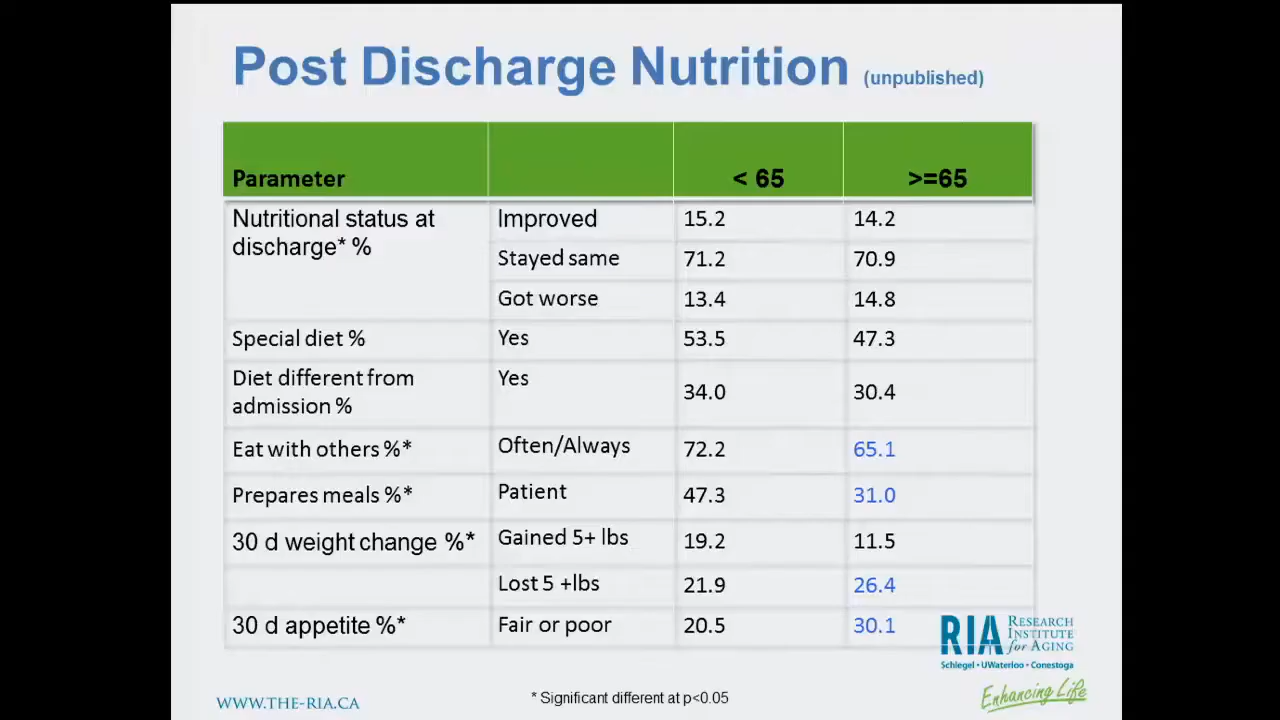 Post Discharge Nutrition (unpublished)
Parameter < 65 >=65
Nutritional status at discharge* % Improved 15.2 14.2
Stayed same 71.2 70.9
Got worse 13.4 14.8
Special diet % Yes 53.5 47.3
Diet different from admission % Yes 34.0 30.4
Eat with others %* Often/Always 72.2 65.1
Prepares meals %* Patient 47.3 31.0
30 d weight change %* Gained 5+ lbs 19.2 11.5
Lost 5 +lbs 21.9 26.4
30 d appetite %* Fair or poor 20.5 30.1
RIA RESEARCH INSTITUTE for AGING
Schlegel • UWaterloo • Conestoga
WWW.THE-RIA.CA
* Significant different at p<0.05
Enhancing Life